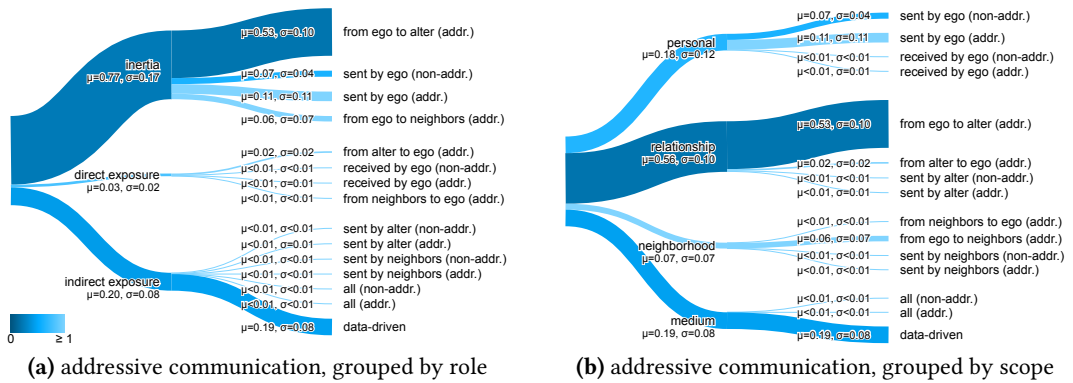 μ=0.53, σ=0.10 from ego to alter (addr.)
inertia
μ=0.77, σ=0.17
μ=0.07, σ=0.04 sent by ego (non-addr.)
μ=0.11, σ=0.11 sent by ego (addr.)
μ=0.06, σ=0.07 from ego to neighbors (addr.)
μ=0.02, σ=0.02 from alter to ego (addr.)
direct exposure
μ=0.03, σ=0.02
μ<0.01, σ<0.01 received by ego (non-addr.)
μ<0.01, σ<0.01 received by ego (addr.)
μ<0.01, σ<0.01 from neighbors to ego (addr.)
μ<0.01, σ<0.01 sent by alter (non-addr.)
μ<0.01, σ=0.01 sent by alter (addr.)
μ<0.01, σ<0.01 sent by neighbors (non-addr.)
μ<0.01, σ<0.01 sent by neighbors (addr.)
indirect exposure
μ=0.20, σ=0.08
μ<0.01, σ<0.01 all (non-addr.)
μ<0.01, σ<0.01 all (addr.)
μ=0.19, σ=0.08 data-driven
0 ≥ 1
(a) addressive communication, grouped by role
μ=0.07, σ=0.04 sent by ego (non-addr.)
personal
μ=0.18, σ=0.12
μ=0.11, σ=0.11 sent by ego (addr.)
μ<0.01, σ<0.01 received by ego (non-addr.)
μ<0.01, σ=0.01 received by ego (addr.)
μ=0.53, σ=0.10 from ego to alter (addr.)
relationship
μ=0.56, σ=0.10
μ=0.02, σ=0.02 from alter to ego (addr.)
μ<0.01, σ<0.01 sent by alter (non-addr.)
μ<0.01, σ=0.01 sent by alter (addr.)
μ<0.01, σ<0.01 from neighbors to ego (addr.)
μ=0.06, σ=0.07 from ego to neighbors (addr.)
neighborhood
μ=0.07, σ=0.07
μ<0.01, σ<0.01 sent by neighbors (non-addr.)
μ<0.01, σ<0.01 sent by neighbors (addr.)
μ<0.01, σ<0.01 all (non-addr.)
μ<0.01, σ<0.01 all (addr.)
medium
μ=0.19, σ=0.08
μ=0.19, σ=0.08 data-driven
(b) addressive communication, grouped by scope